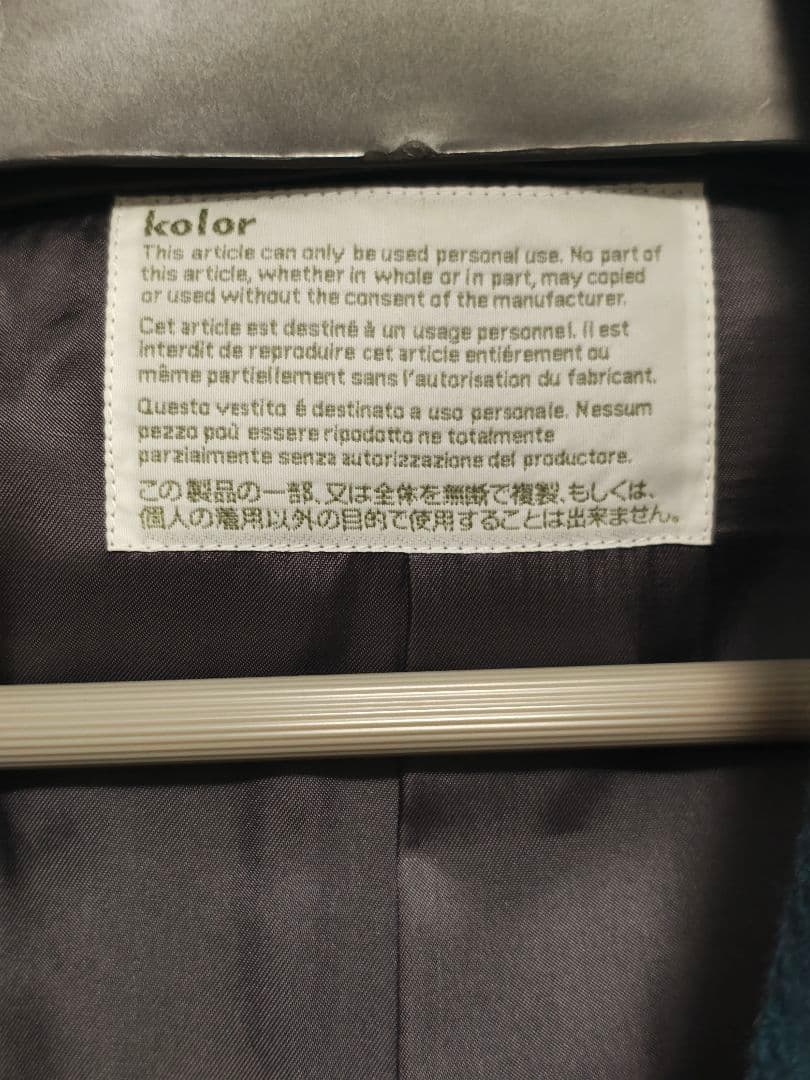 kolor
This article can only be used personal use. No part of
this article, whether in whole or in part, may copied
or used without the consent of the manufacturer.
Cet article est destiné à un usage personnel. il est
interdit de reproduire cet article entiérement ou
même partiellement sans l'autorisation du fabricant.
Questo vestito é destinato a uso personale. Nessum
pezzo poù essere ripodotto ne totalmente
parzialmente senza autorizzazione del productore.
この製品の一部、又は全体を無断で複製、もしくは、
個人の着用以外の目的で使用することは出来ません。